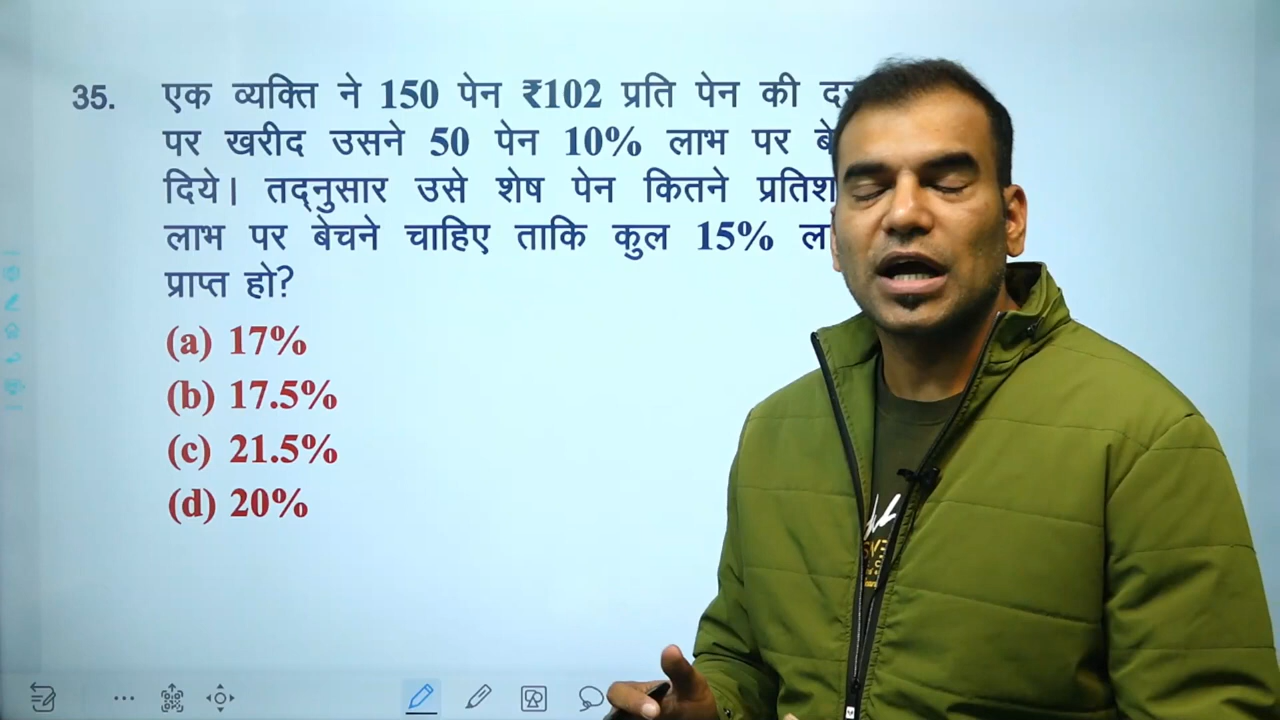 35. एक व्यक्ति ने 150 पेन ₹102 प्रति पेन की
पर खरीद उसने 50 पेन 10% लाभ पर
दिये। तद्नुसार उसे शेष पेन कितने
लाभ पर बेचने चाहिए ताकि कुल 15%
प्राप्त हो?
(a) 17%
(b) 17.5%
(c) 21.5%
(d) 20%